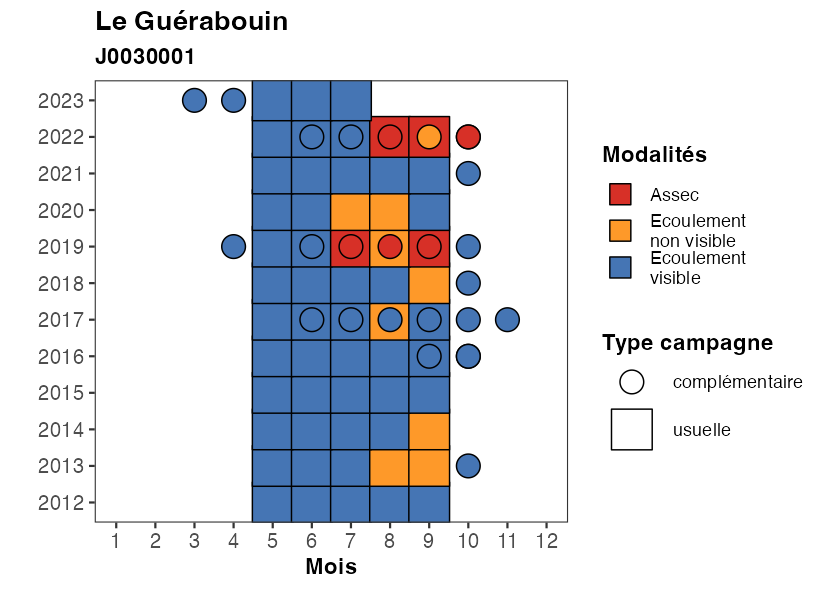 Le Guérabouin
J0030001
2023
2022
2021
2020
2019
2018
2017
2016
2015
2014
2013
2012
1 2 3 4 5 6 7 8 9 10 11 12
Mois
Modalités
Assec
Ecoulement
non visible
Ecoulement
visible
Type campagne
complémentaire
usuelle